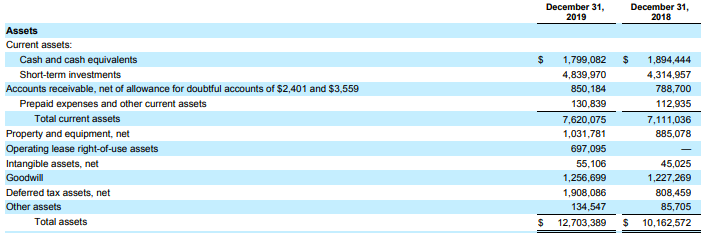 December 31, 2019 December 31, 2018
Assets
Current assets:
Cash and cash equivalents $ 1,799,082 $ 1,894,444
Short-term investments 4,839,970 4,314,957
Accounts receivable, net of allowance for doubtful accounts of $2,401 and $3,559 850,184 788,700
Prepaid expenses and other current assets 130,839 112,935
Total current assets 7,620,075 7,111,036
Property and equipment, net 1,031,781 885,078
Operating lease right-of-use assets 697,095 —
Intangible assets, net 55,106 45,025
Goodwill 1,256,699 1,227,269
Deferred tax assets, net 1,908,086 808,459
Other assets 134,547 85,705
Total assets $ 12,703,389 $ 10,162,572